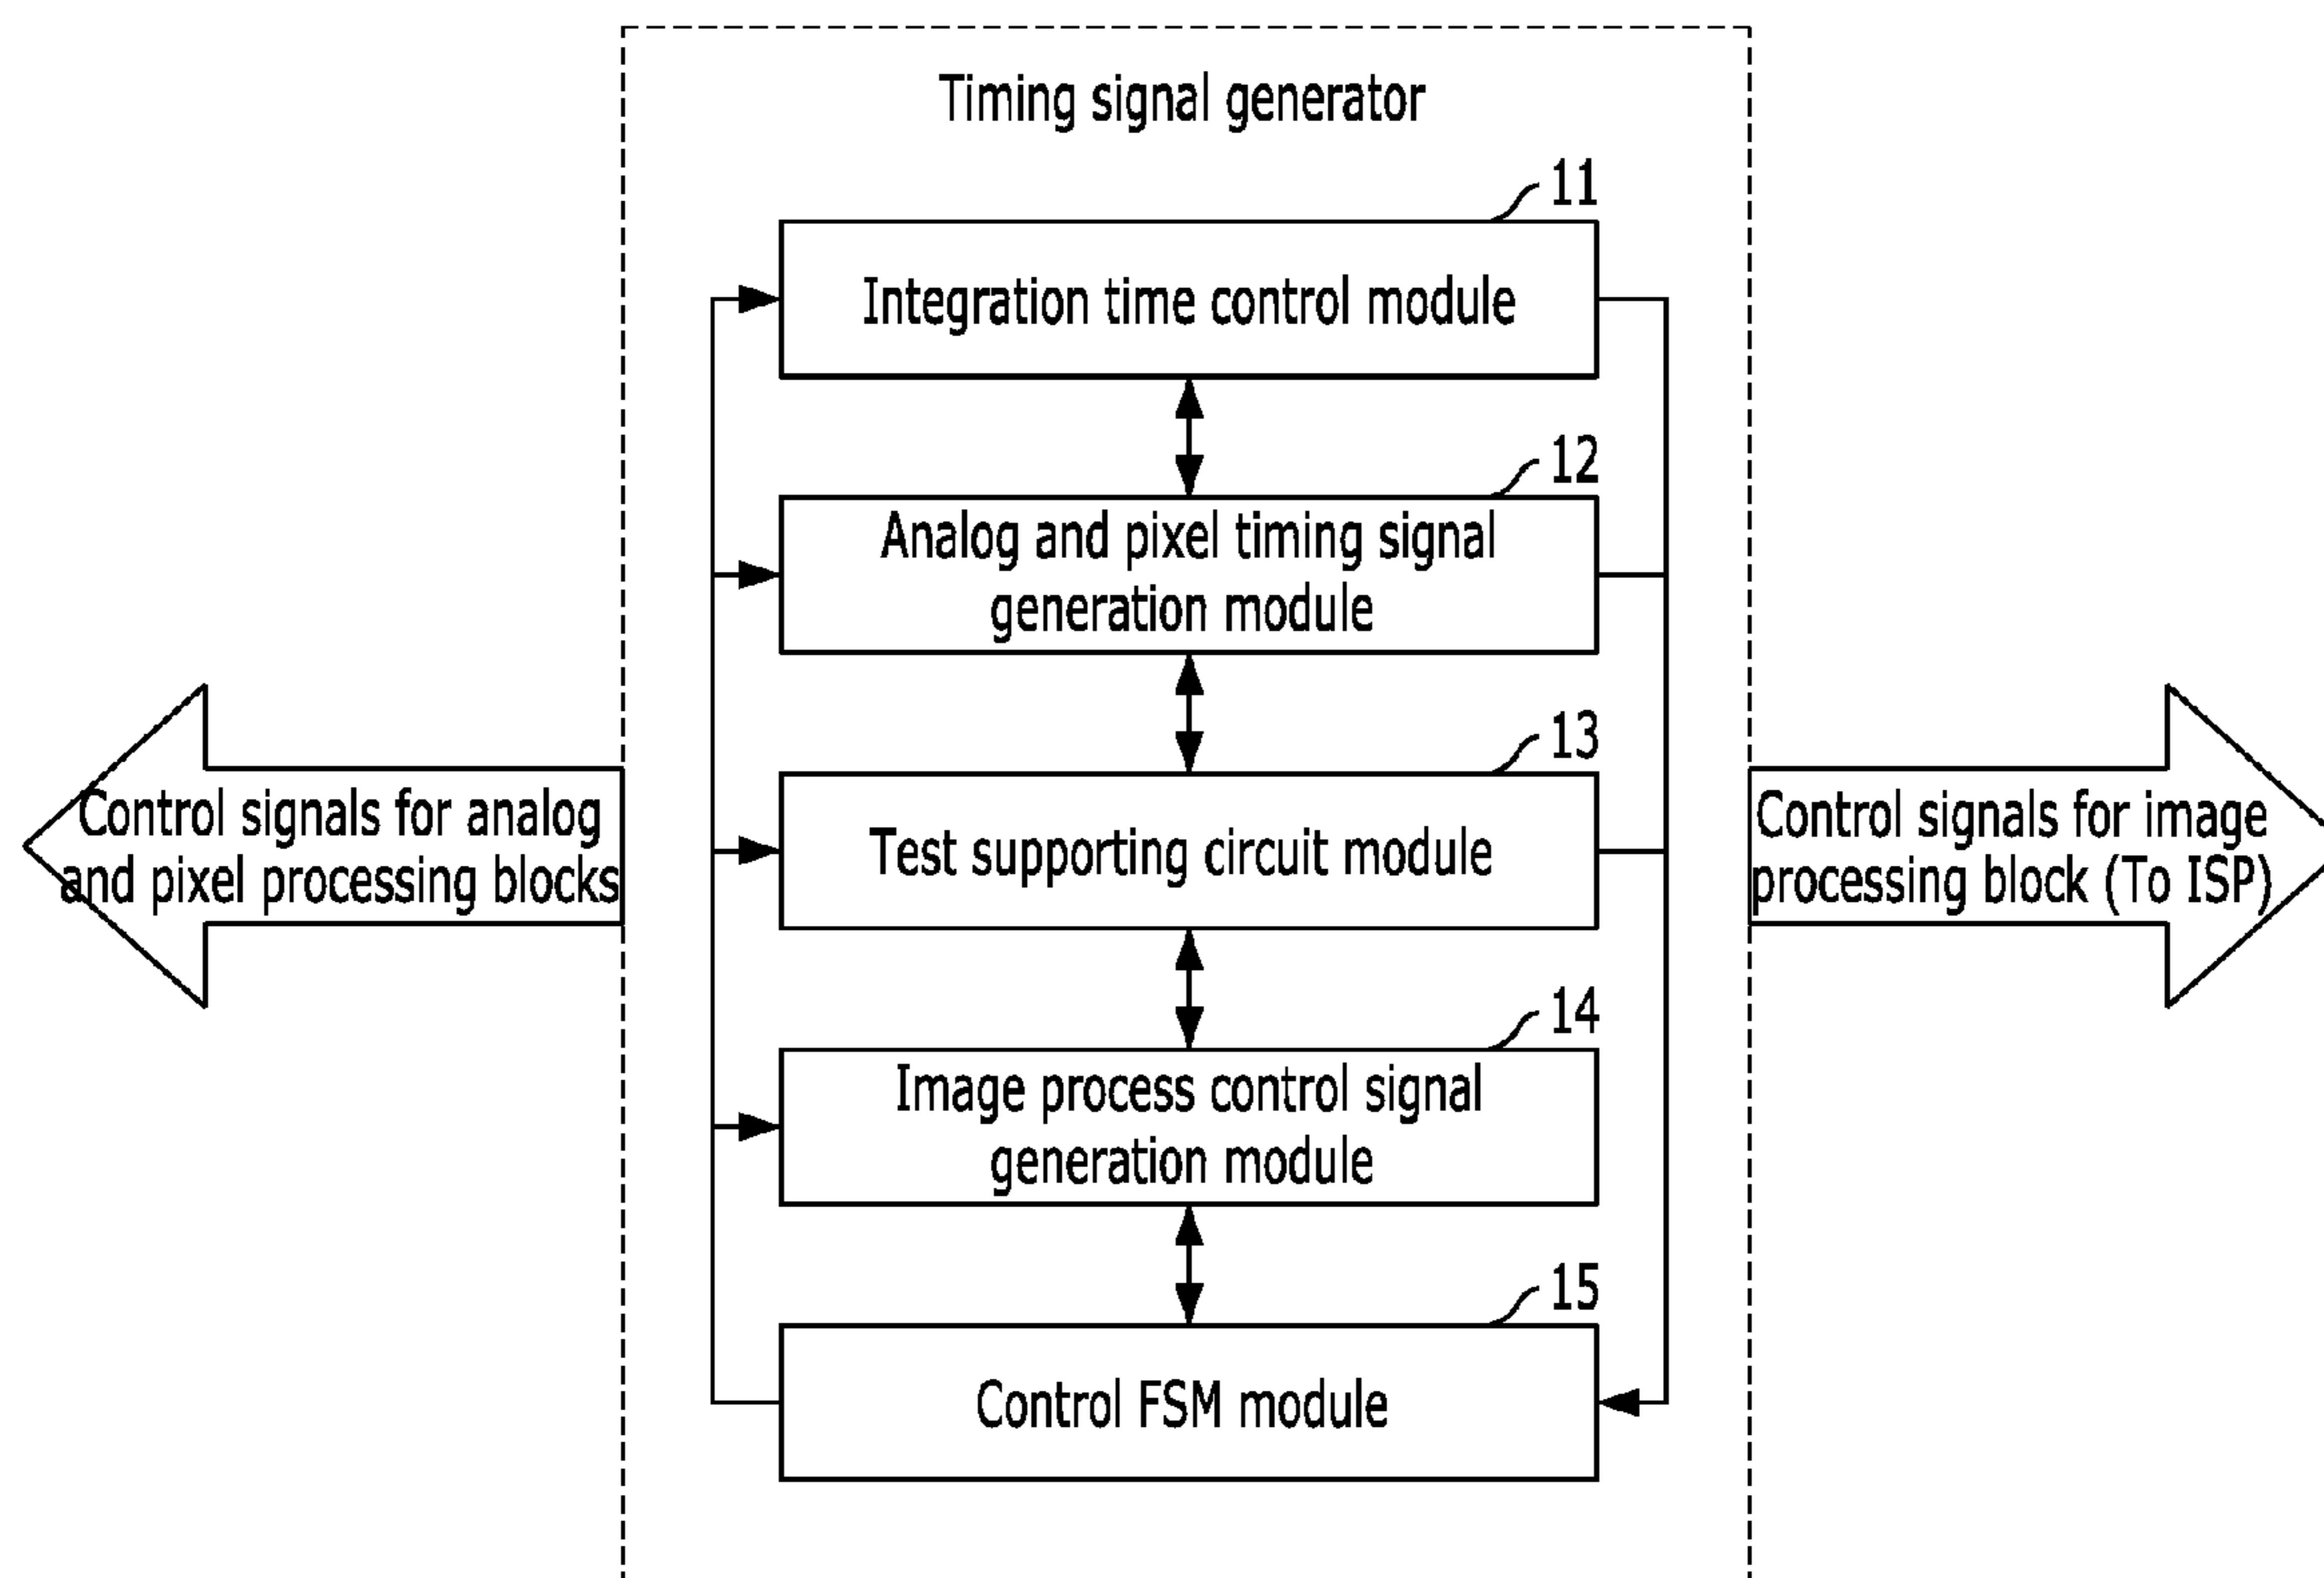 Timing signal generator
11
Integration time control module
12
Analog and pixel timing signal
generation module
13
Test supporting circuit module
14
Image process control signal
generation module
15
Control FSM module
Control signals for analog
and pixel processing blocks
Control signals for image
processing block (To ISP)